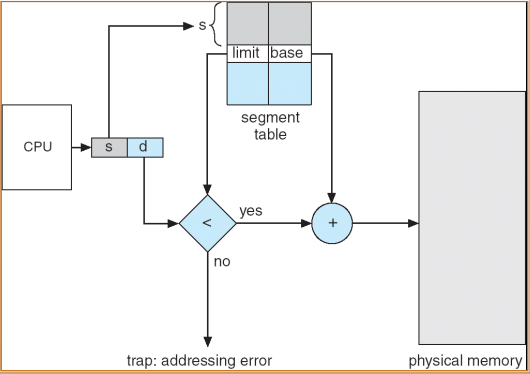 s
limit base
segment
table
CPU
s d
<
yes
+
no
trap: addressing error
physical memory